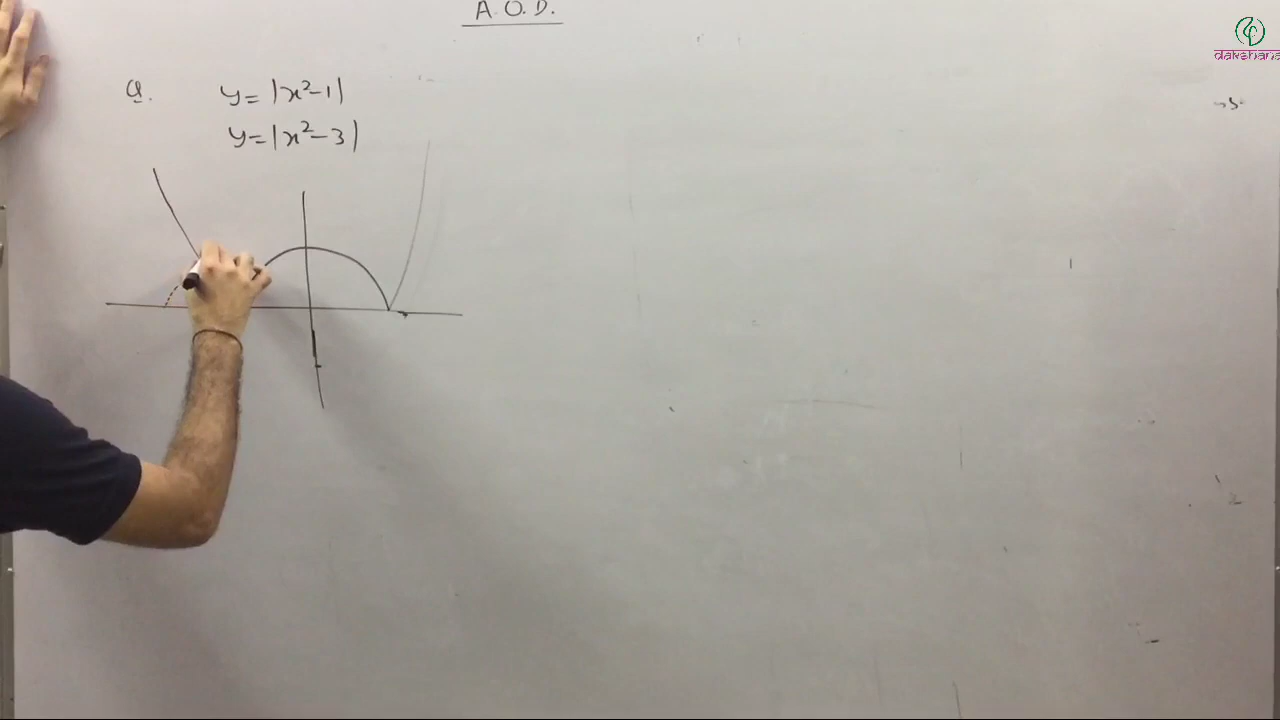 A.O.D.
dakshana
Q. y = |x²-1|
y = |x²-3|